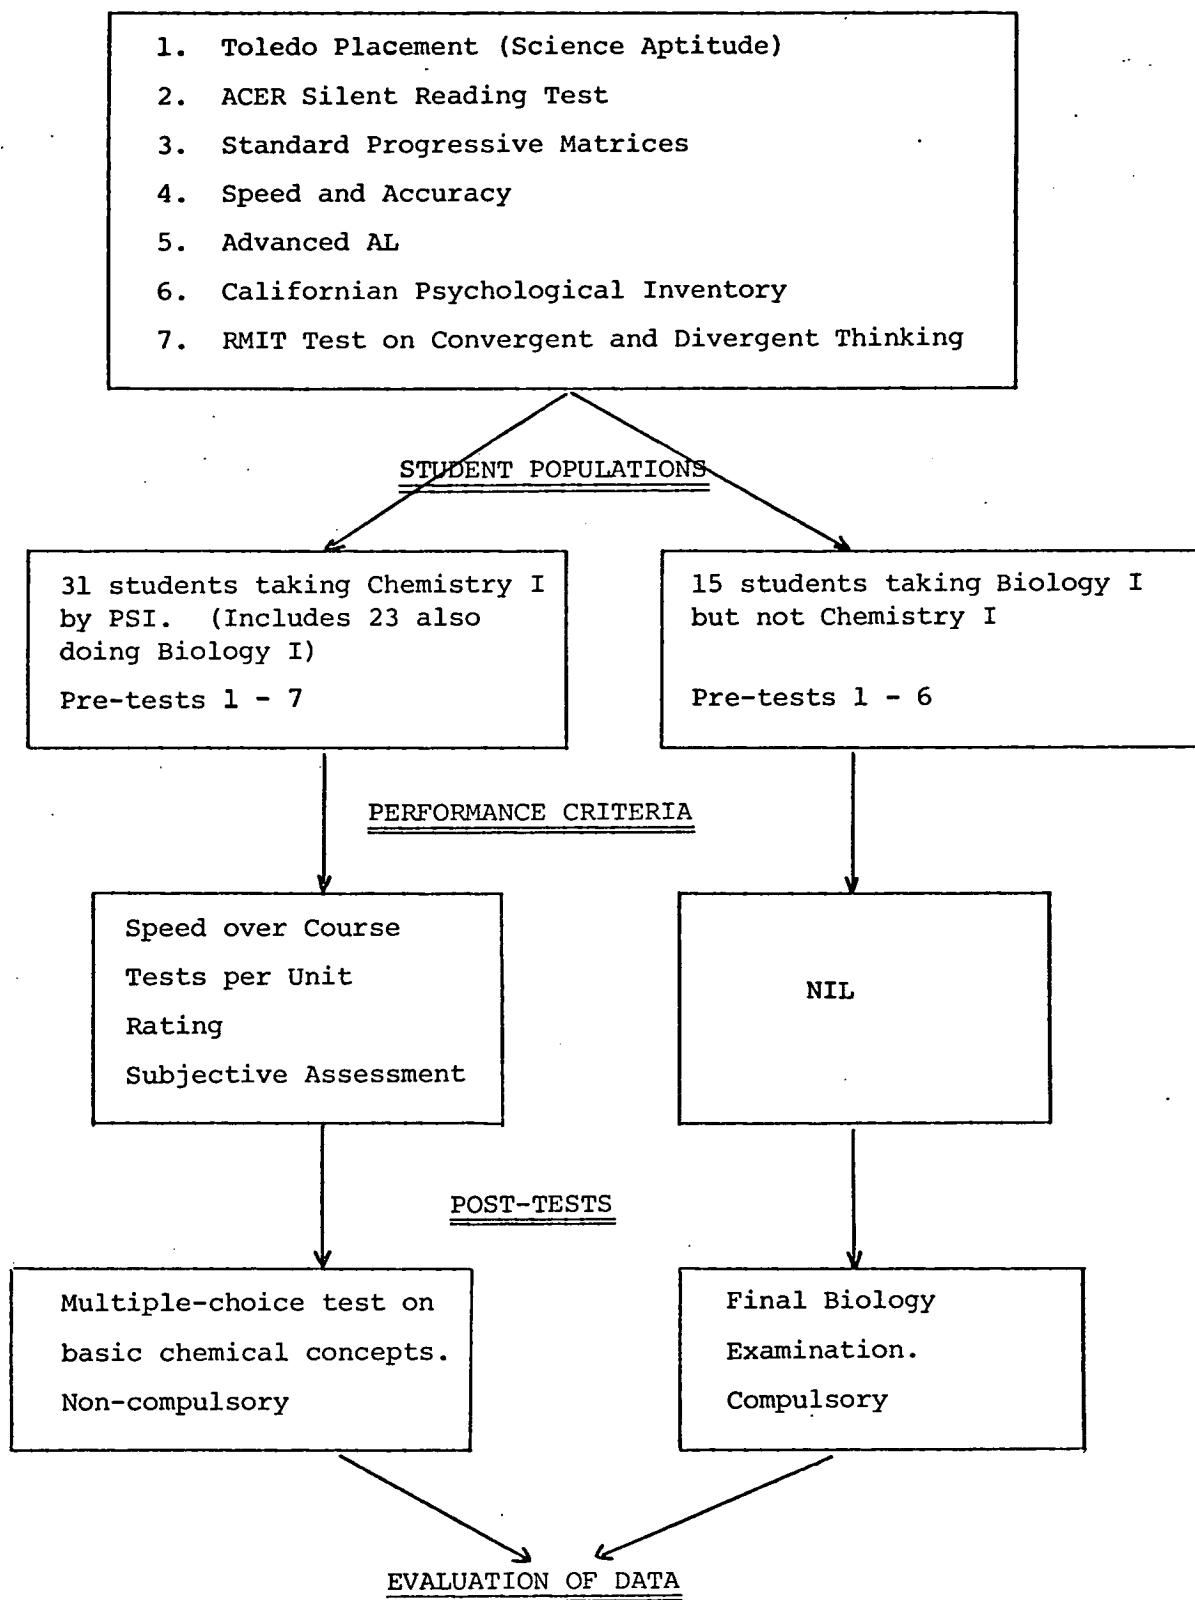 1. Toledo Placement (Science Aptitude)
2. ACER Silent Reading Test
3. Standard Progressive Matrices
4. Speed and Accuracy
5. Advanced AL
6. Californian Psychological Inventory
7. RMIT Test on Convergent and Divergent Thinking
STUDENT POPULATIONS
31 students taking Chemistry I
by PSI. (Includes 23 also
doing Biology I)
Pre-tests 1 - 7
15 students taking Biology I
but not Chemistry I
Pre-tests 1 - 6
PERFORMANCE CRITERIA
Speed over Course
Tests per Unit
Rating
Subjective Assessment
NIL
POST-TESTS
Multiple-choice test on
basic chemical concepts.
Non-compulsory
Final Biology
Examination.
Compulsory
EVALUATION OF DATA